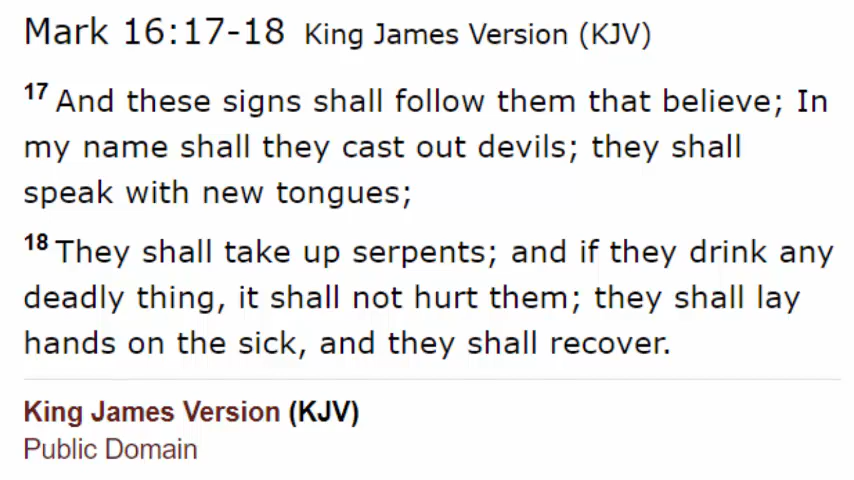 Mark 16:17-18 King James Version (KJV)
17 And these signs shall follow them that believe; In
my name shall they cast out devils; they shall
speak with new tongues;
18 They shall take up serpents; and if they drink any
deadly thing, it shall not hurt them; they shall lay
hands on the sick, and they shall recover.
King James Version (KJV)
Public Domain